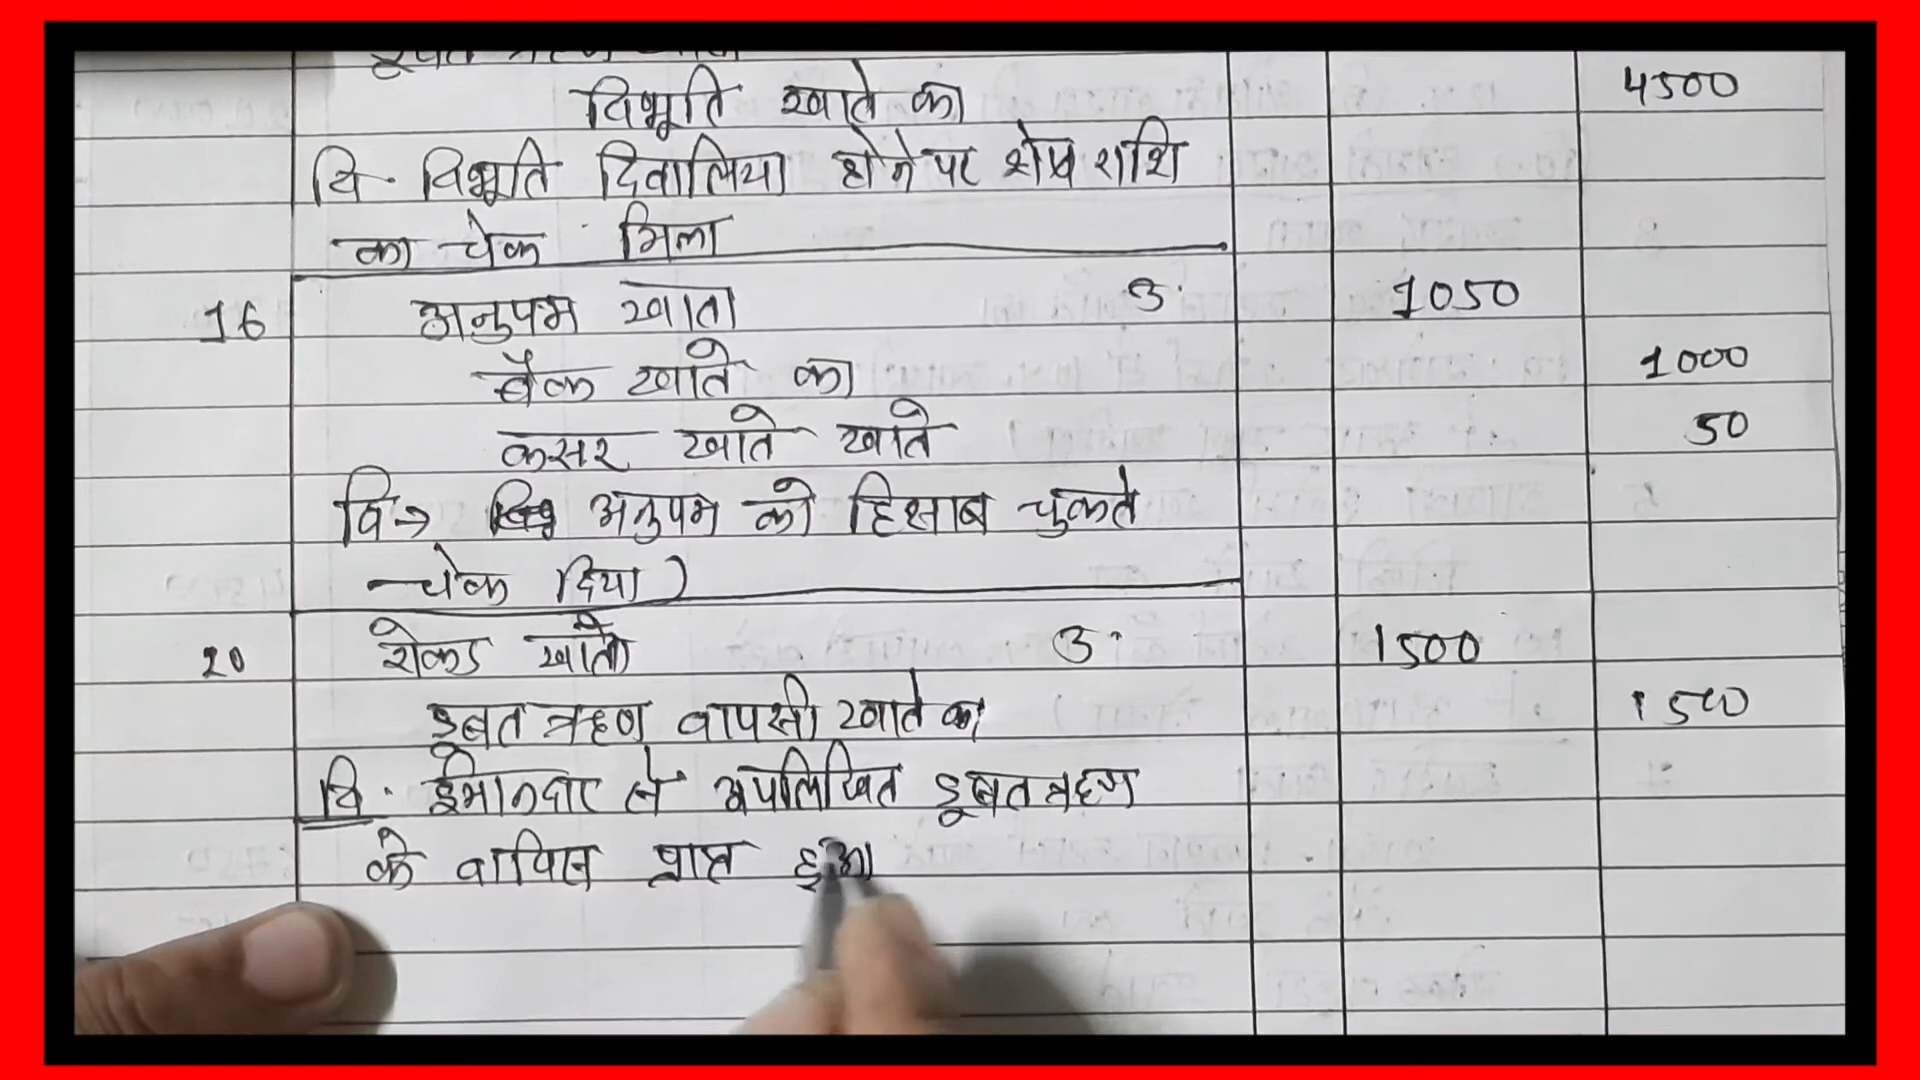 विभूति खाते का 4500
वि. विभूति दिवालिया होने पर शेष राशि
का चेक मिला
16 अनुपम खाता उ. 1050
बैंक खाते का 1000
कसर खाते खाते 50
वि → अनुपम को हिसाब चुकते
चेक दिया)
20 रोकड खाते उ. 1500
डूबत ऋण वापसी खाते का 1500
वि. ईमानदार से अपलिखित डूबत ऋण
के वापिस प्राप्त हुआ